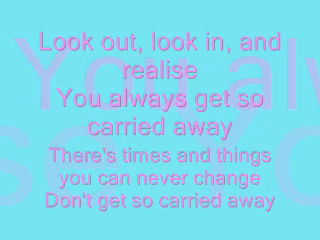 Look out, look in, and
realise
You always get so
carried away
There's times and things
you can never change
Don't get so carried away